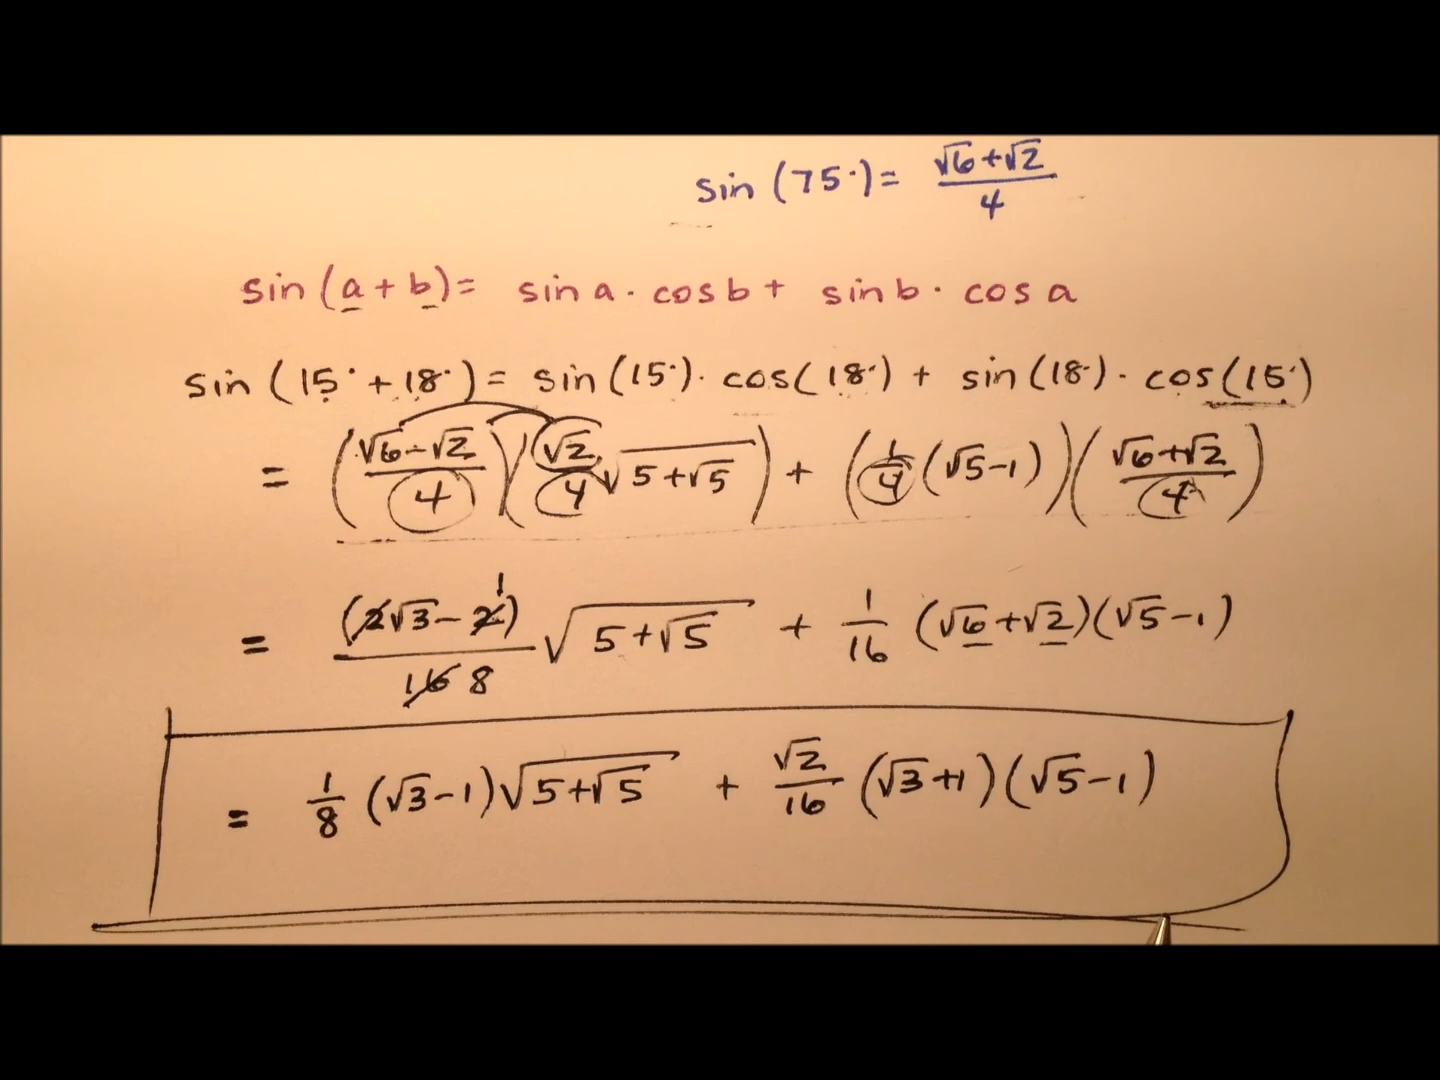 sin (75°) = (√6+√2)/4
sin (a + b) = sin a · cos b + sin b · cos a
sin (15° + 18°) = sin (15°) · cos (18°) + sin (18°) · cos (15°)
= ((√6-√2)/4)(√2/4 √(5+√5)) + (1/4 (√5-1))((√6+√2)/4)
= (2√3 - 2 1)/16 8 √(5+√5) + 1/16 (√6+√2)(√5-1)
= 1/8 (√3-1)√(5+√5) + √2/16 (√3+1)(√5-1)